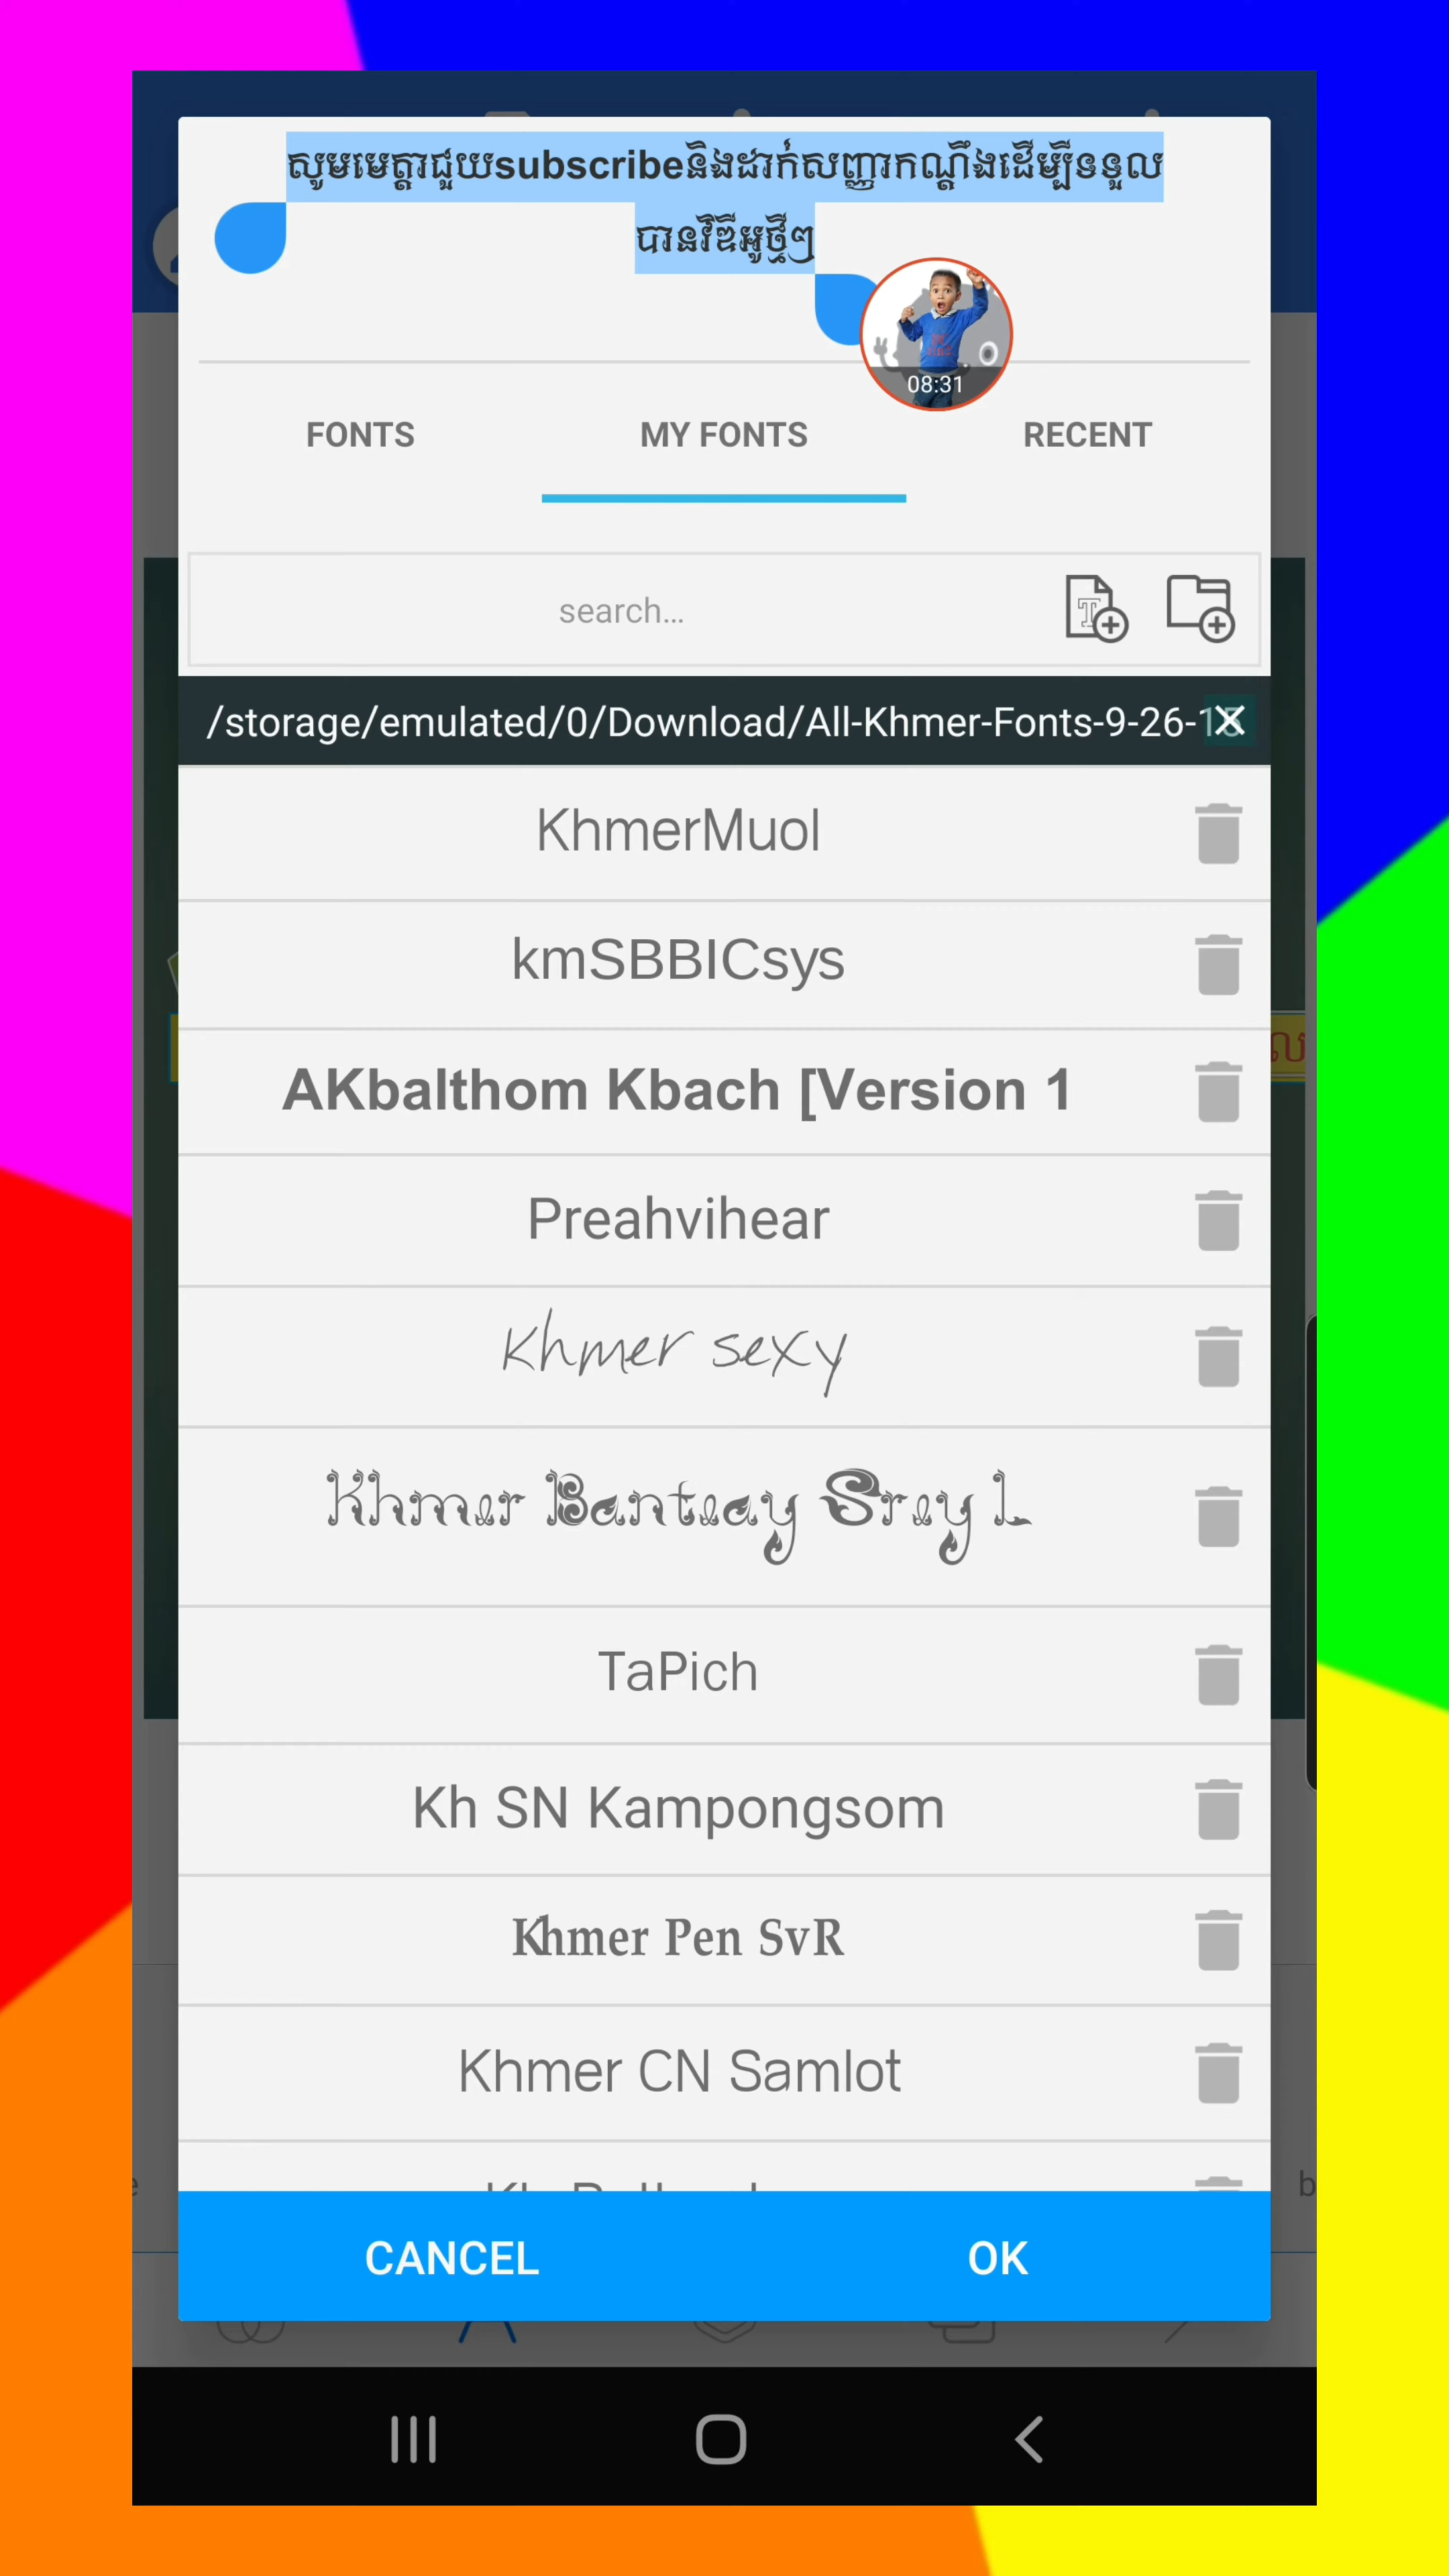 សូមមេត្តាជួយsubscribeនិងដាក់សញ្ញាកណ្ដឹងដើម្បីទទួល
បានវីឌីអូថ្មីៗ
08:31
FONTS MY FONTS RECENT
search...
/storage/emulated/0/Download/All-Khmer-Fonts-9-26-15
KhmerMuol
kmSBBICsys
AKbalthom Kbach [Version 1
Preahvihear
Khmer sexy
Khmer Banteay Srey L
TaPich
Kh SN Kampongsom
Khmer Pen SvR
Khmer CN Samlot
CANCEL OK